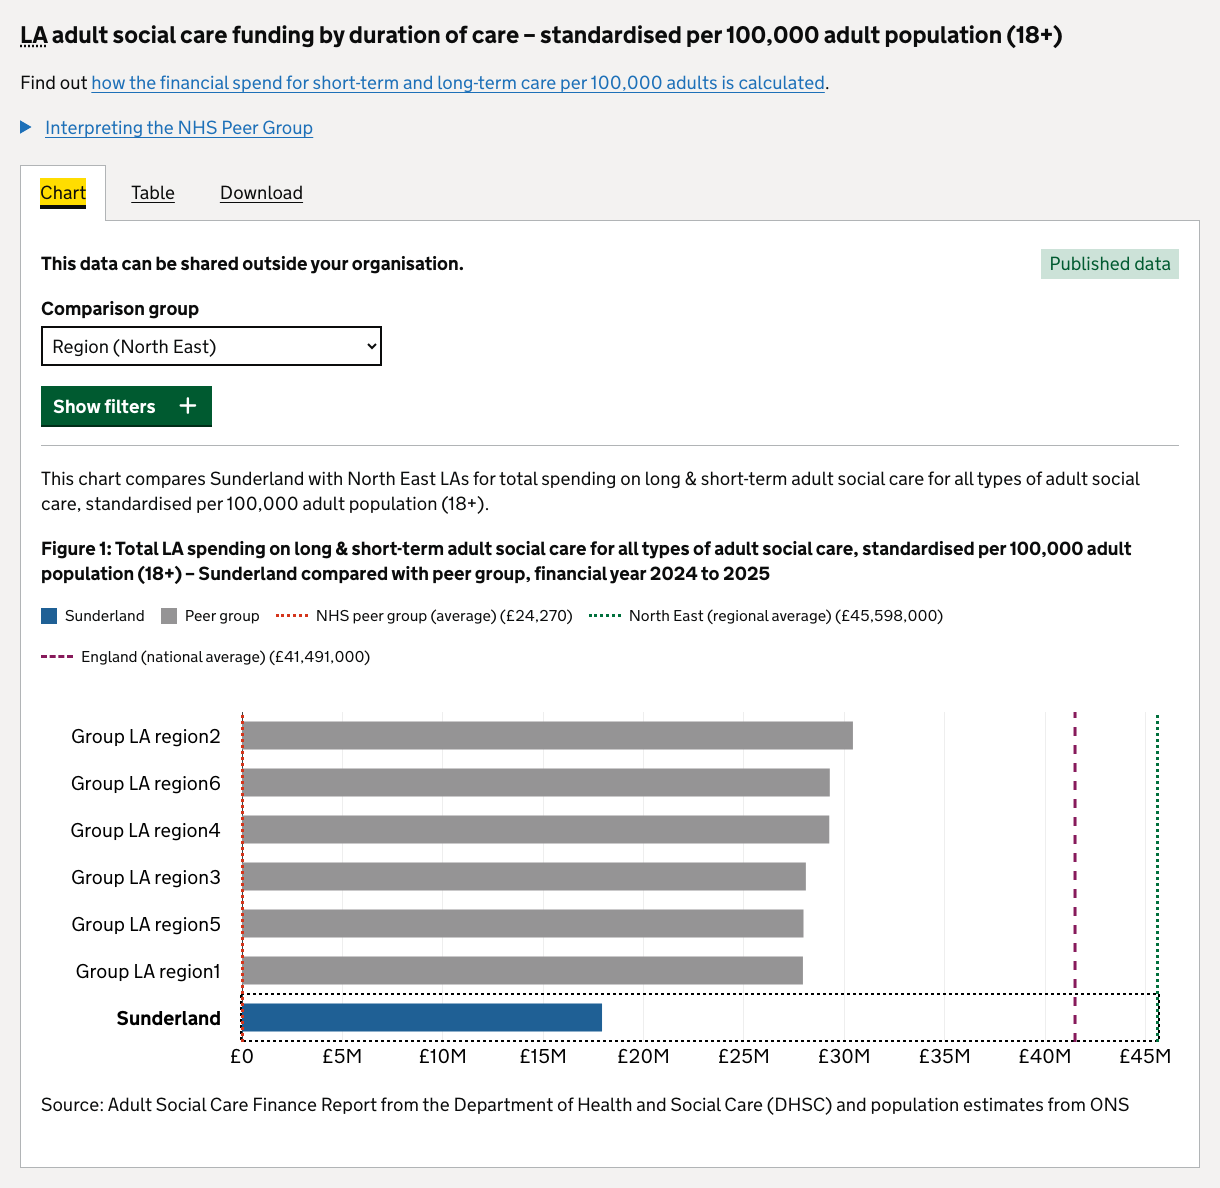 LA adult social care funding by duration of care – standardised per 100,000 adult population (18+)
Find out how the financial spend for short-term and long-term care per 100,000 adults is calculated.
Interpreting the NHS Peer Group
Chart Table Download
This data can be shared outside your organisation. Published data
Comparison group
Region (North East)
Show filters +
This chart compares Sunderland with North East LAs for total spending on long & short-term adult social care for all types of adult social
care, standardised per 100,000 adult population (18+).
Figure 1: Total LA spending on long & short-term adult social care for all types of adult social care, standardised per 100,000 adult
population (18+) – Sunderland compared with peer group, financial year 2024 to 2025
Sunderland Peer group NHS peer group (average) (£24,270) North East (regional average) (£45,598,000)
England (national average) (£41,491,000)
Group LA region2
Group LA region6
Group LA region4
Group LA region3
Group LA region5
Group LA region1
Sunderland
£0 £5M £10M £15M £20M £25M £30M £35M £40M £45M
Source: Adult Social Care Finance Report from the Department of Health and Social Care (DHSC) and population estimates from ONS